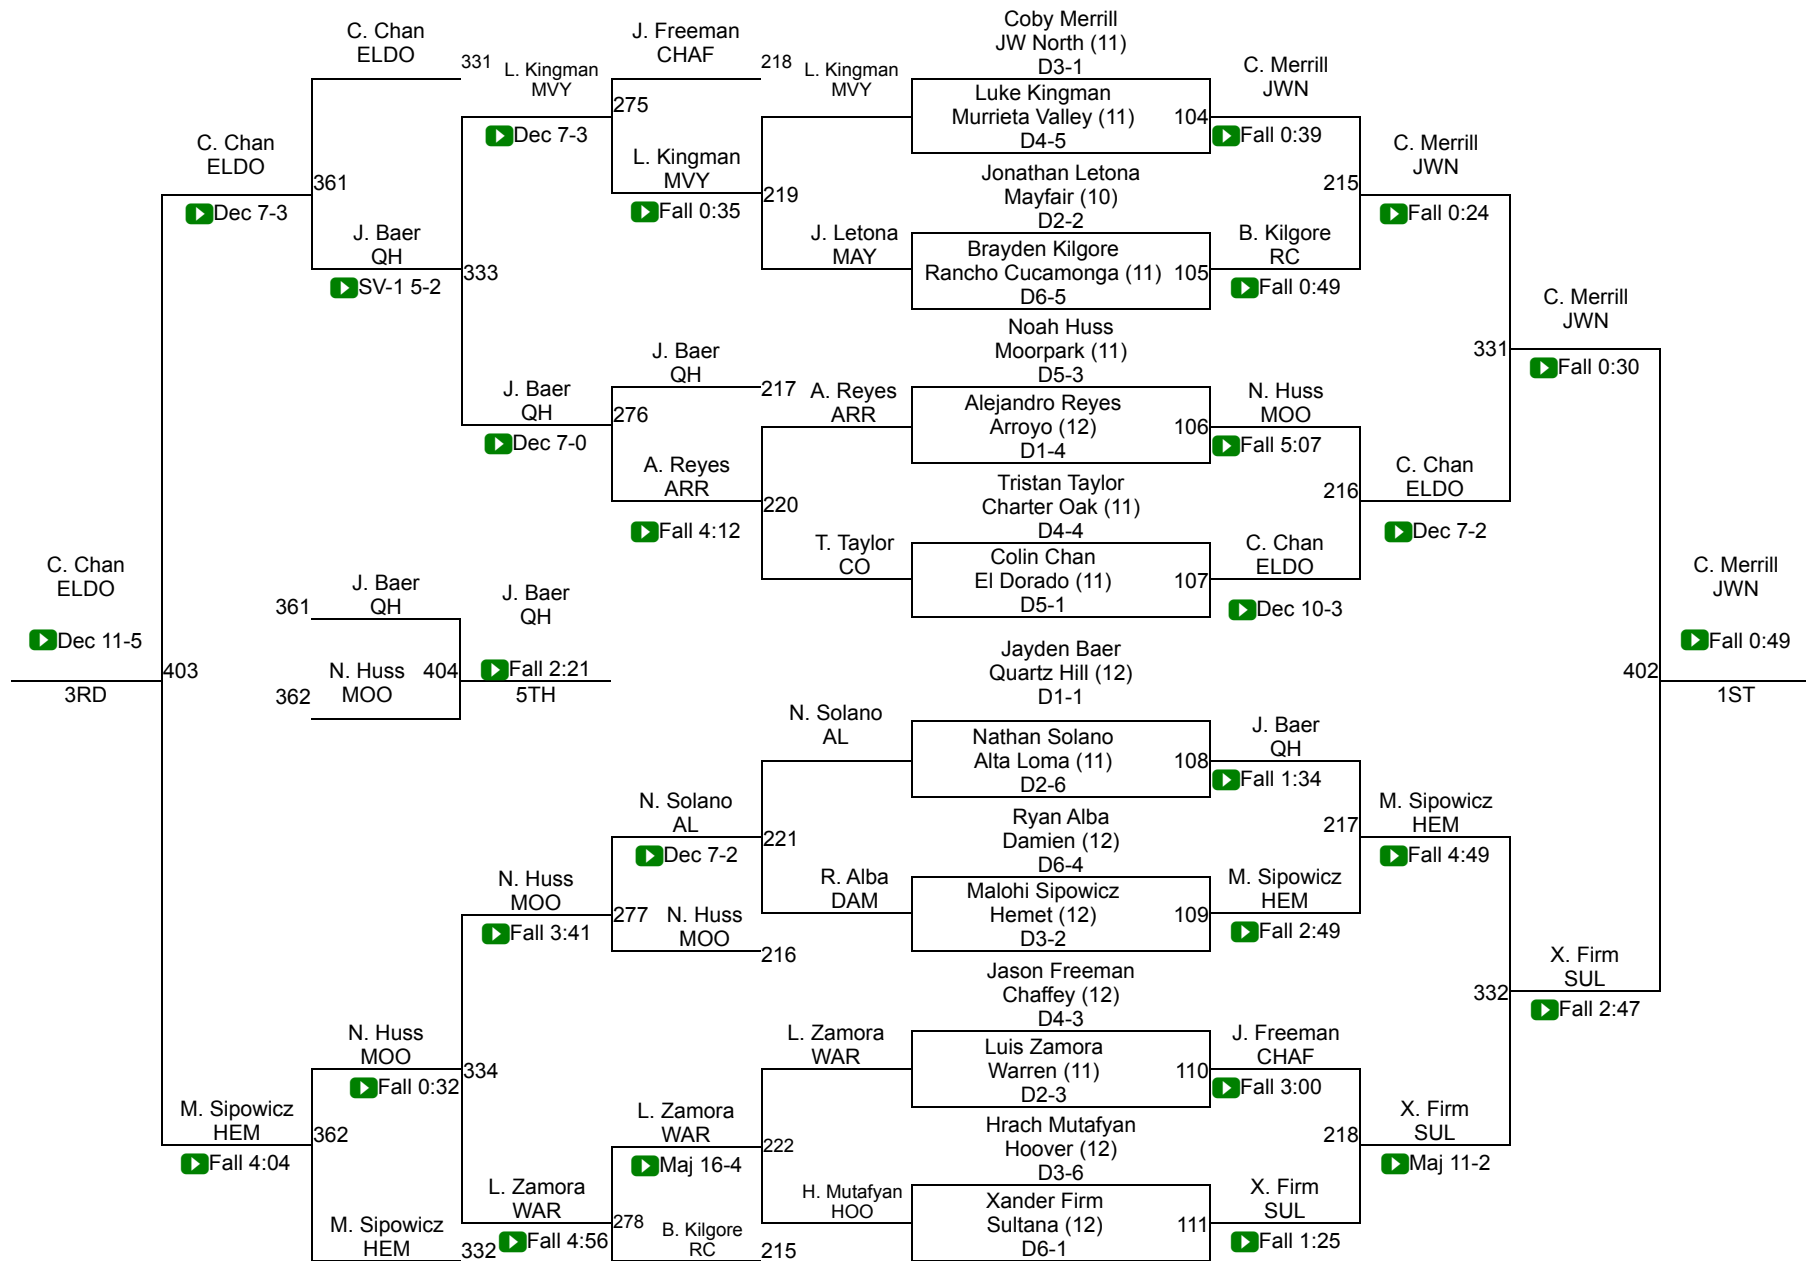 C. Chan
ELDO
331
L. Kingman
MVY
J. Freeman
CHAF
218
L. Kingman
MVY
Coby Merrill
JW North (11)
D3-1
C. Merrill
JWN
275
Luke Kingman
Murrieta Valley (11)
D4-5
104
Dec 7-3
Fall 0:39
C. Chan
ELDO
L. Kingman
MVY
C. Merrill
JWN
361
219
Jonathan Letona
Mayfair (10)
D2-2
215
Dec 7-3
Fall 0:35
Fall 0:24
J. Baer
QH
J. Letona
MAY
Brayden Kilgore
Rancho Cucamonga (11)
D6-5
105
B. Kilgore
RC
333
SV-1 5-2
Fall 0:49
C. Merrill
JWN
Noah Huss
Moorpark (11)
D5-3
331
Fall 0:30
J. Baer
QH
217
J. Baer
QH
276
A. Reyes
ARR
Alejandro Reyes
Arroyo (12)
D1-4
106
N. Huss
MOO
Dec 7-0
Fall 5:07
A. Reyes
ARR
220
Tristan Taylor
Charter Oak (11)
D4-4
216
C. Chan
ELDO
Fall 4:12
Dec 7-2
T. Taylor
CO
Colin Chan
El Dorado (11)
D5-1
107
C. Chan
ELDO
Dec 10-3
C. Chan
ELDO
361
J. Baer
QH
J. Baer
QH
C. Merrill
JWN
Dec 11-5
Fall 0:49
403
3RD
362
N. Huss
MOO
404
Fall 2:21
5TH
Jayden Baer
Quartz Hill (12)
D1-1
402
1ST
N. Solano
AL
Nathan Solano
Alta Loma (11)
D2-6
108
J. Baer
QH
Fall 1:34
N. Solano
AL
221
Ryan Alba
Damien (12)
D6-4
217
M. Sipowicz
HEM
Dec 7-2
Fall 4:49
N. Huss
MOO
277
N. Huss
MOO
216
R. Alba
DAM
Malohi Sipowicz
Hemet (12)
D3-2
109
M. Sipowicz
HEM
Fall 3:41
Fall 2:49
Jason Freeman
Chaffey (12)
D4-3
332
X. Firm
SUL
Fall 2:47
N. Huss
MOO
334
L. Zamora
WAR
Luis Zamora
Warren (11)
D2-3
110
J. Freeman
CHAF
Fall 0:32
Fall 3:00
M. Sipowicz
HEM
362
L. Zamora
WAR
222
Hrach Mutafyan
Hoover (12)
D3-6
218
X. Firm
SUL
Fall 4:04
Maj 16-4
Maj 11-2
M. Sipowicz
HEM
332
L. Zamora
WAR
Fall 4:56
278
B. Kilgore
RC
215
H. Mutafyan
HOO
Xander Firm
Sultana (12)
D6-1
111
X. Firm
SUL
Fall 1:25